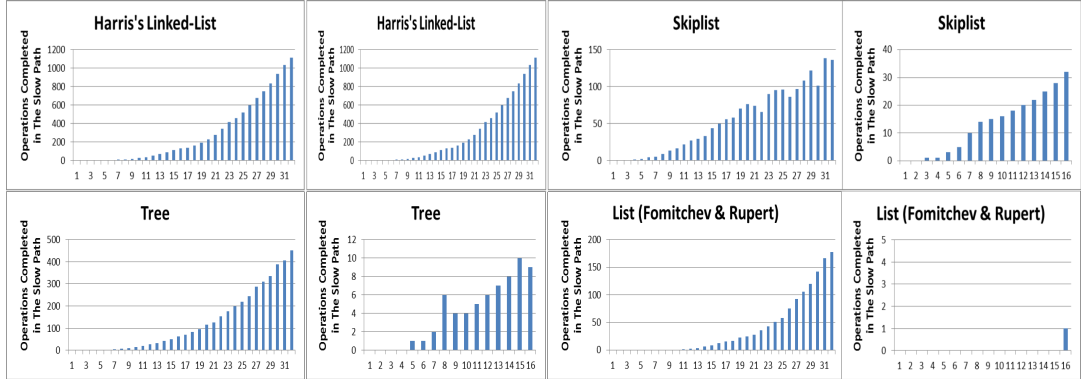 Harris's Linked-List
Operations Completed
in The Slow Path
1200
1000
800
600
400
200
0
1 3 5 7 9 11 13 15 17 19 21 23 25 27 29 31
Harris's Linked-List
Operations Completed
in The Slow Path
1200
1000
800
600
400
200
0
1 3 5 7 9 11 13 15 17 19 21 23 25 27 29 31
Skiplist
Operations Completed
in The Slow Path
150
100
50
0
1 3 5 7 9 11 13 15 17 19 21 23 25 27 29 31
Skiplist
Operations Completed
in The Slow Path
40
30
20
10
0
1 2 3 4 5 6 7 8 9 10 11 12 13 14 15 16
Tree
Operations Completed
in The Slow Path
500
400
300
200
100
0
1 3 5 7 9 11 13 15 17 19 21 23 25 27 29 31
Tree
Operations Completed
in The Slow Path
12
10
8
6
4
2
0
1 2 3 4 5 6 7 8 9 10 11 12 13 14 15 16
List (Fomitchev & Rupert)
Operations Completed
in The Slow Path
200
150
100
50
0
1 3 5 7 9 11 13 15 17 19 21 23 25 27 29 31
List (Fomitchev & Rupert)
Operations Completed
in The Slow Path
5
4
3
2
1
0
1 2 3 4 5 6 7 8 9 10 11 12 13 14 15 16